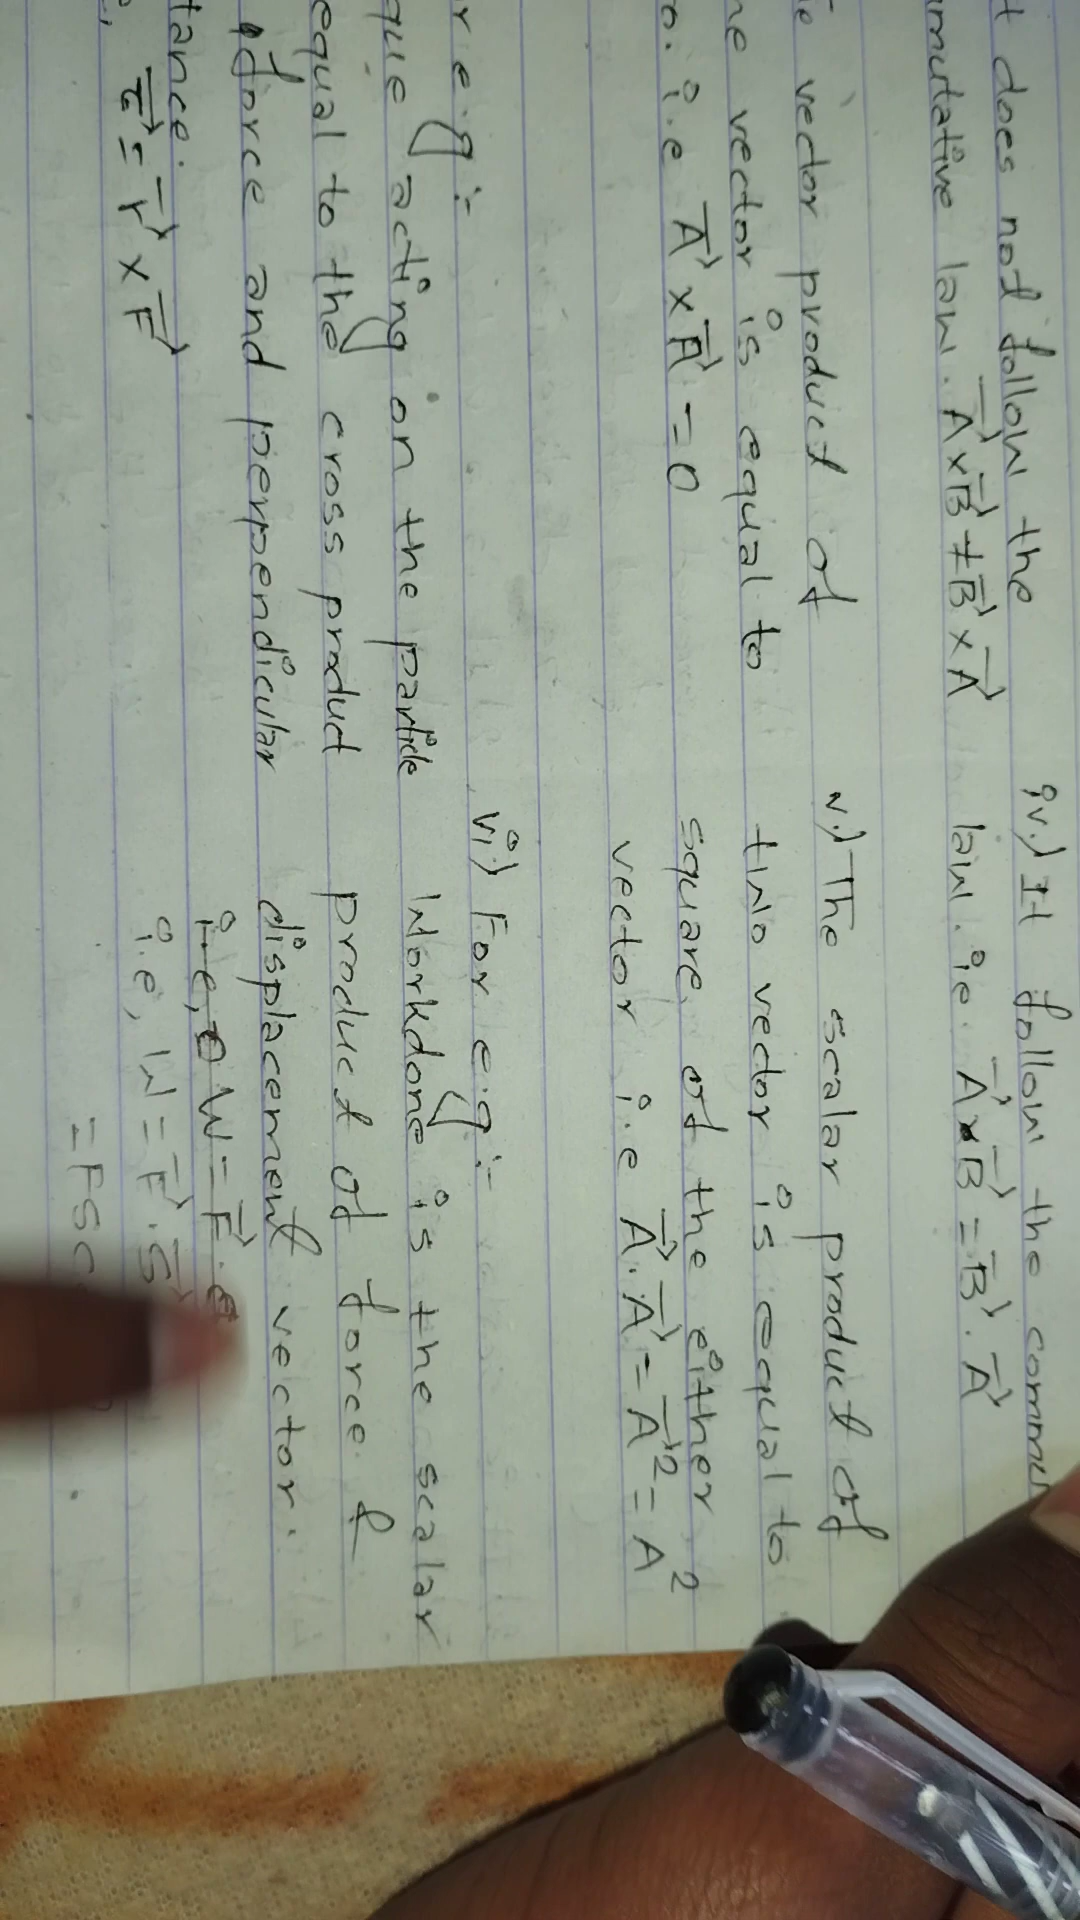 t does not follow the
mutative law. A⃗ × B⃗ ≠ B⃗ × A⃗
vector product of
vector is equal to
o. i.e A⃗ × A⃗ = 0
r e.g :-
que acting on the particle
equal to the cross product
force and perpendicular
tance.
τ⃗ = r⃗ × F⃗
iv.) It follow the commu
law. ie. A⃗ × B⃗ = B⃗ . A⃗
v.) The scalar product of
two vector is equal to
square of the either
vector i.e A⃗ . A⃗ = A⃗² = A²
vi) For e.g :-
Workdone is the scalar
product of force &
displacement vector.
i.e, W = F⃗ .
i.e, W = F⃗ . S⃗
= FS